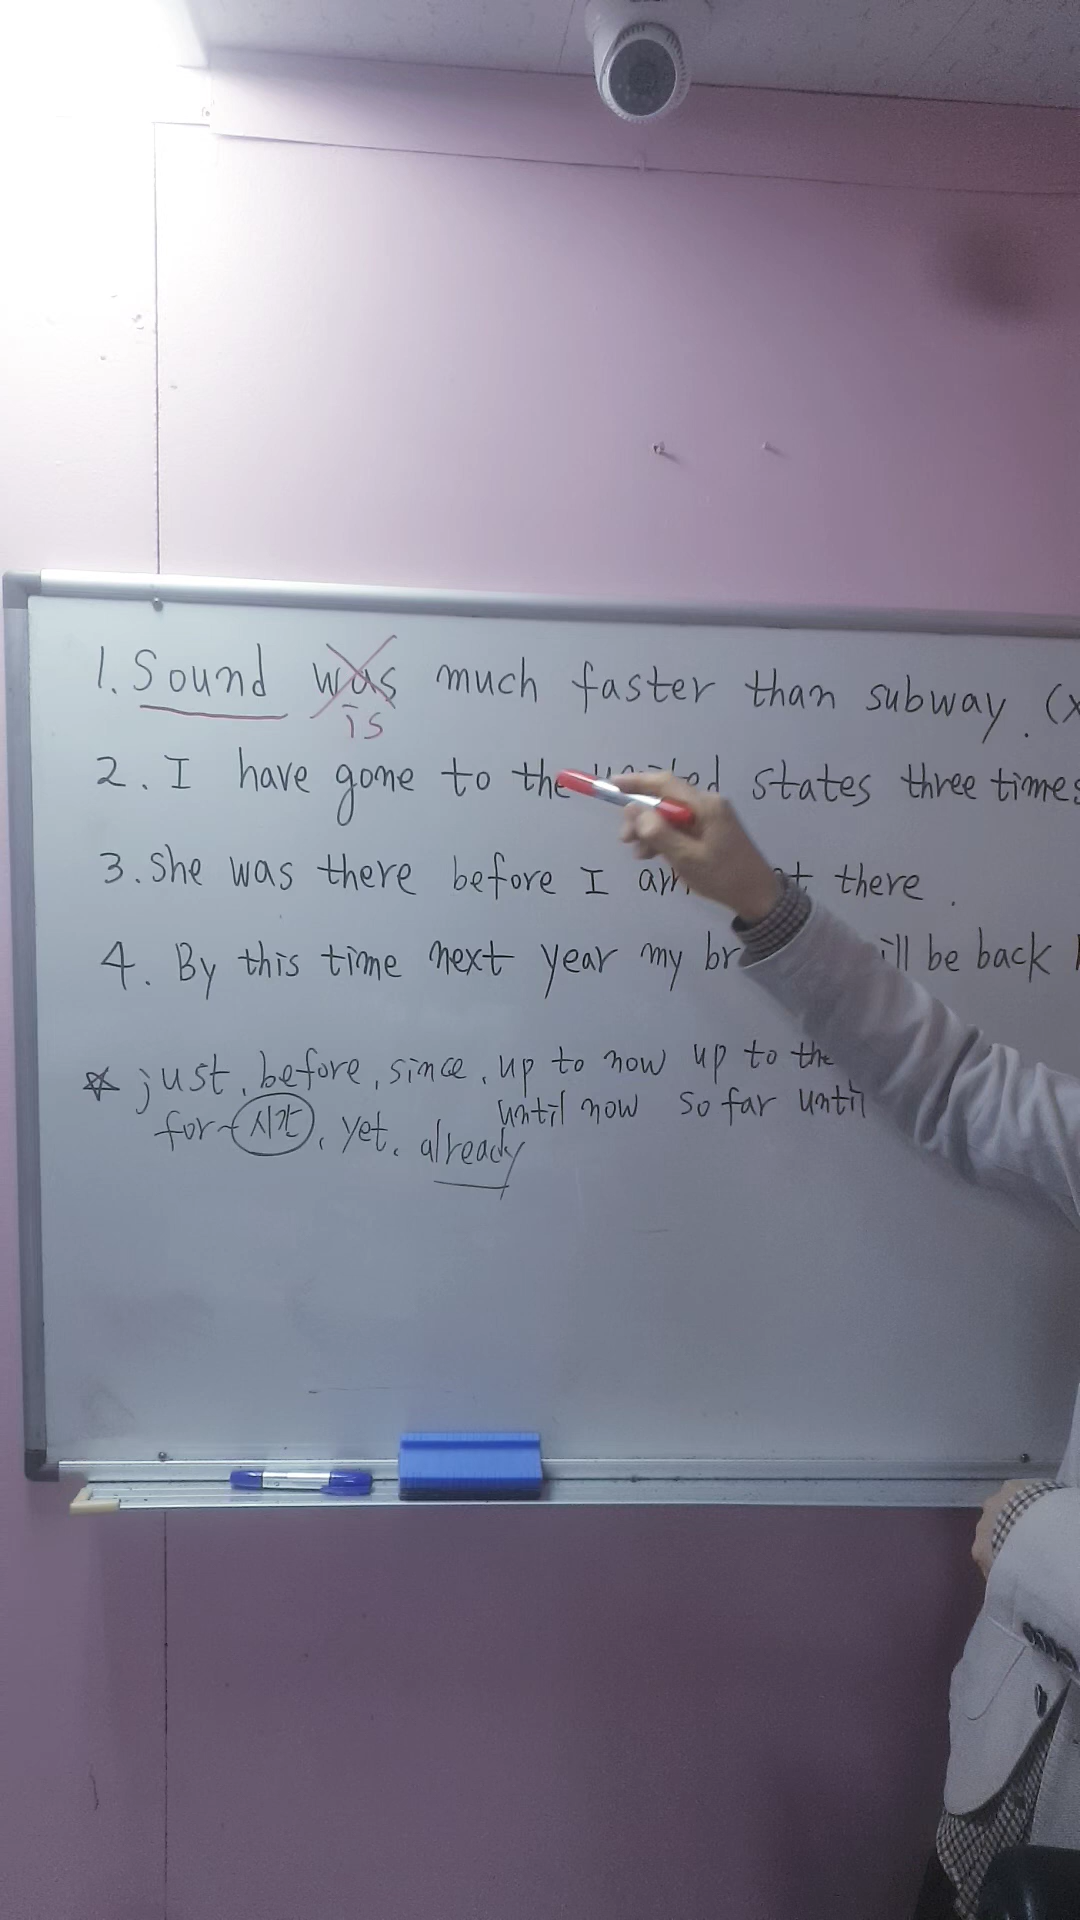 1. Sound was much faster than subway. (x
is
2. I have gone to the united states three times
3. She was there before I there.
4. By this time next year my will be back
☆ just, before, since, up to now up to the
until now so far until
for ~ 시간, yet, already